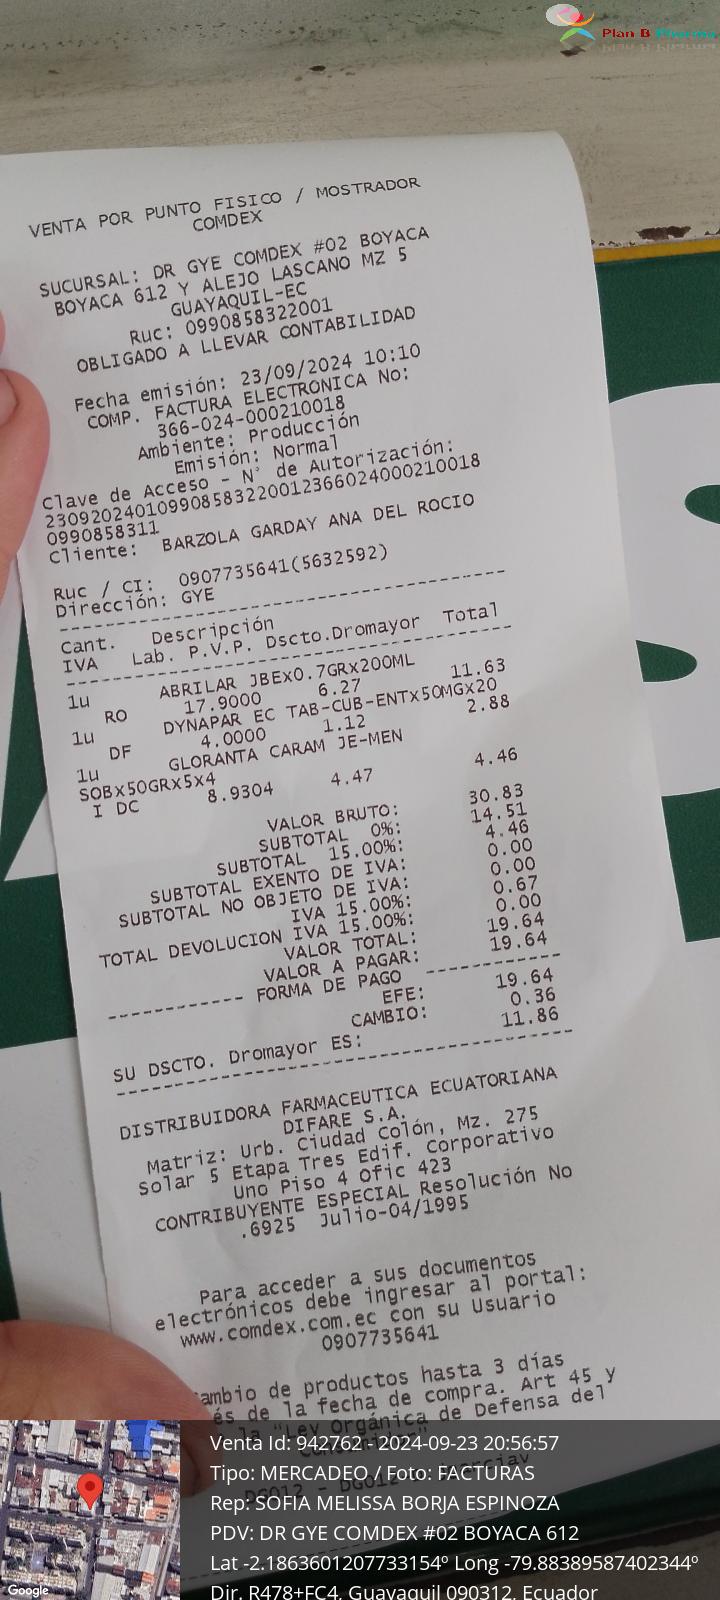 Plan B Pharma
VENTA POR PUNTO FISICO / MOSTRADOR
COMDEX
SUCURSAL: DR GYE COMDEX #02 BOYACA
BOYACA 612 Y ALEJO LASCANO MZ 5
GUAYAQUIL-EC
Ruc: 0990858322001
OBLIGADO A LLEVAR CONTABILIDAD
Fecha emisión: 23/09/2024 10:10
COMP. FACTURA ELECTRONICA No:
366-024-000210018
Ambiente: Producción
Emisión: Normal
Clave de Acceso - N° de Autorización:
230920240109908583220012366024000210018
0990858311
Cliente: BARZOLA GARDAY ANA DEL ROCIO
Ruc / CI: 0907735641(5632592)
Dirección: GYE
Cant. Descripción
IVA Lab. P.V.P. Dscto.Dromayor Total
1u ABRILAR JBEx0.7GRx200ML
RO 17.9000 6.27 11.63
1u DYNAPAR EC TAB-CUB-ENTx50MGx20
DF 4.0000 1.12 2.88
1u GLORANTA CARAM JE-MEN
SOBx50GRx5x4
I DC 8.9304 4.47 4.46
VALOR BRUTO: 30.83
SUBTOTAL 0%: 14.51
SUBTOTAL 15.00%: 4.46
SUBTOTAL EXENTO DE IVA: 0.00
SUBTOTAL NO OBJETO DE IVA: 0.00
IVA 15.00%: 0.67
TOTAL DEVOLUCION IVA 15.00%: 0.00
VALOR TOTAL: 19.64
VALOR A PAGAR: 19.64
----------- FORMA DE PAGO -----------
EFE: 19.64
CAMBIO: 0.36
SU DSCTO. Dromayor ES: 11.86
DISTRIBUIDORA FARMACEUTICA ECUATORIANA
DIFARE S.A.
Matriz: Urb. Ciudad Colón, Mz. 275
Solar 5 Etapa Tres Edif. Corporativo
Uno Piso 4 Ofic 423
CONTRIBUYENTE ESPECIAL Resolución No
.6925 Julio-04/1995
Para acceder a sus documentos
electrónicos debe ingresar al portal:
www.comdex.com.ec con su Usuario
0907735641
ambio de productos hasta 3 días
és de la fecha de compra. Art 45 y
la "Ley Orgánica de Defensa del
Venta Id: 942762 - 2024-09-23 20:56:57
Tipo: MERCADEO / Foto: FACTURAS
Rep: SOFIA MELISSA BORJA ESPINOZA
PDV: DR GYE COMDEX #02 BOYACA 612
Lat -2.1863601207733154º Long -79.88389587402344º
Dir. R478+FC4, Guayaquil 090312, Ecuador
Google